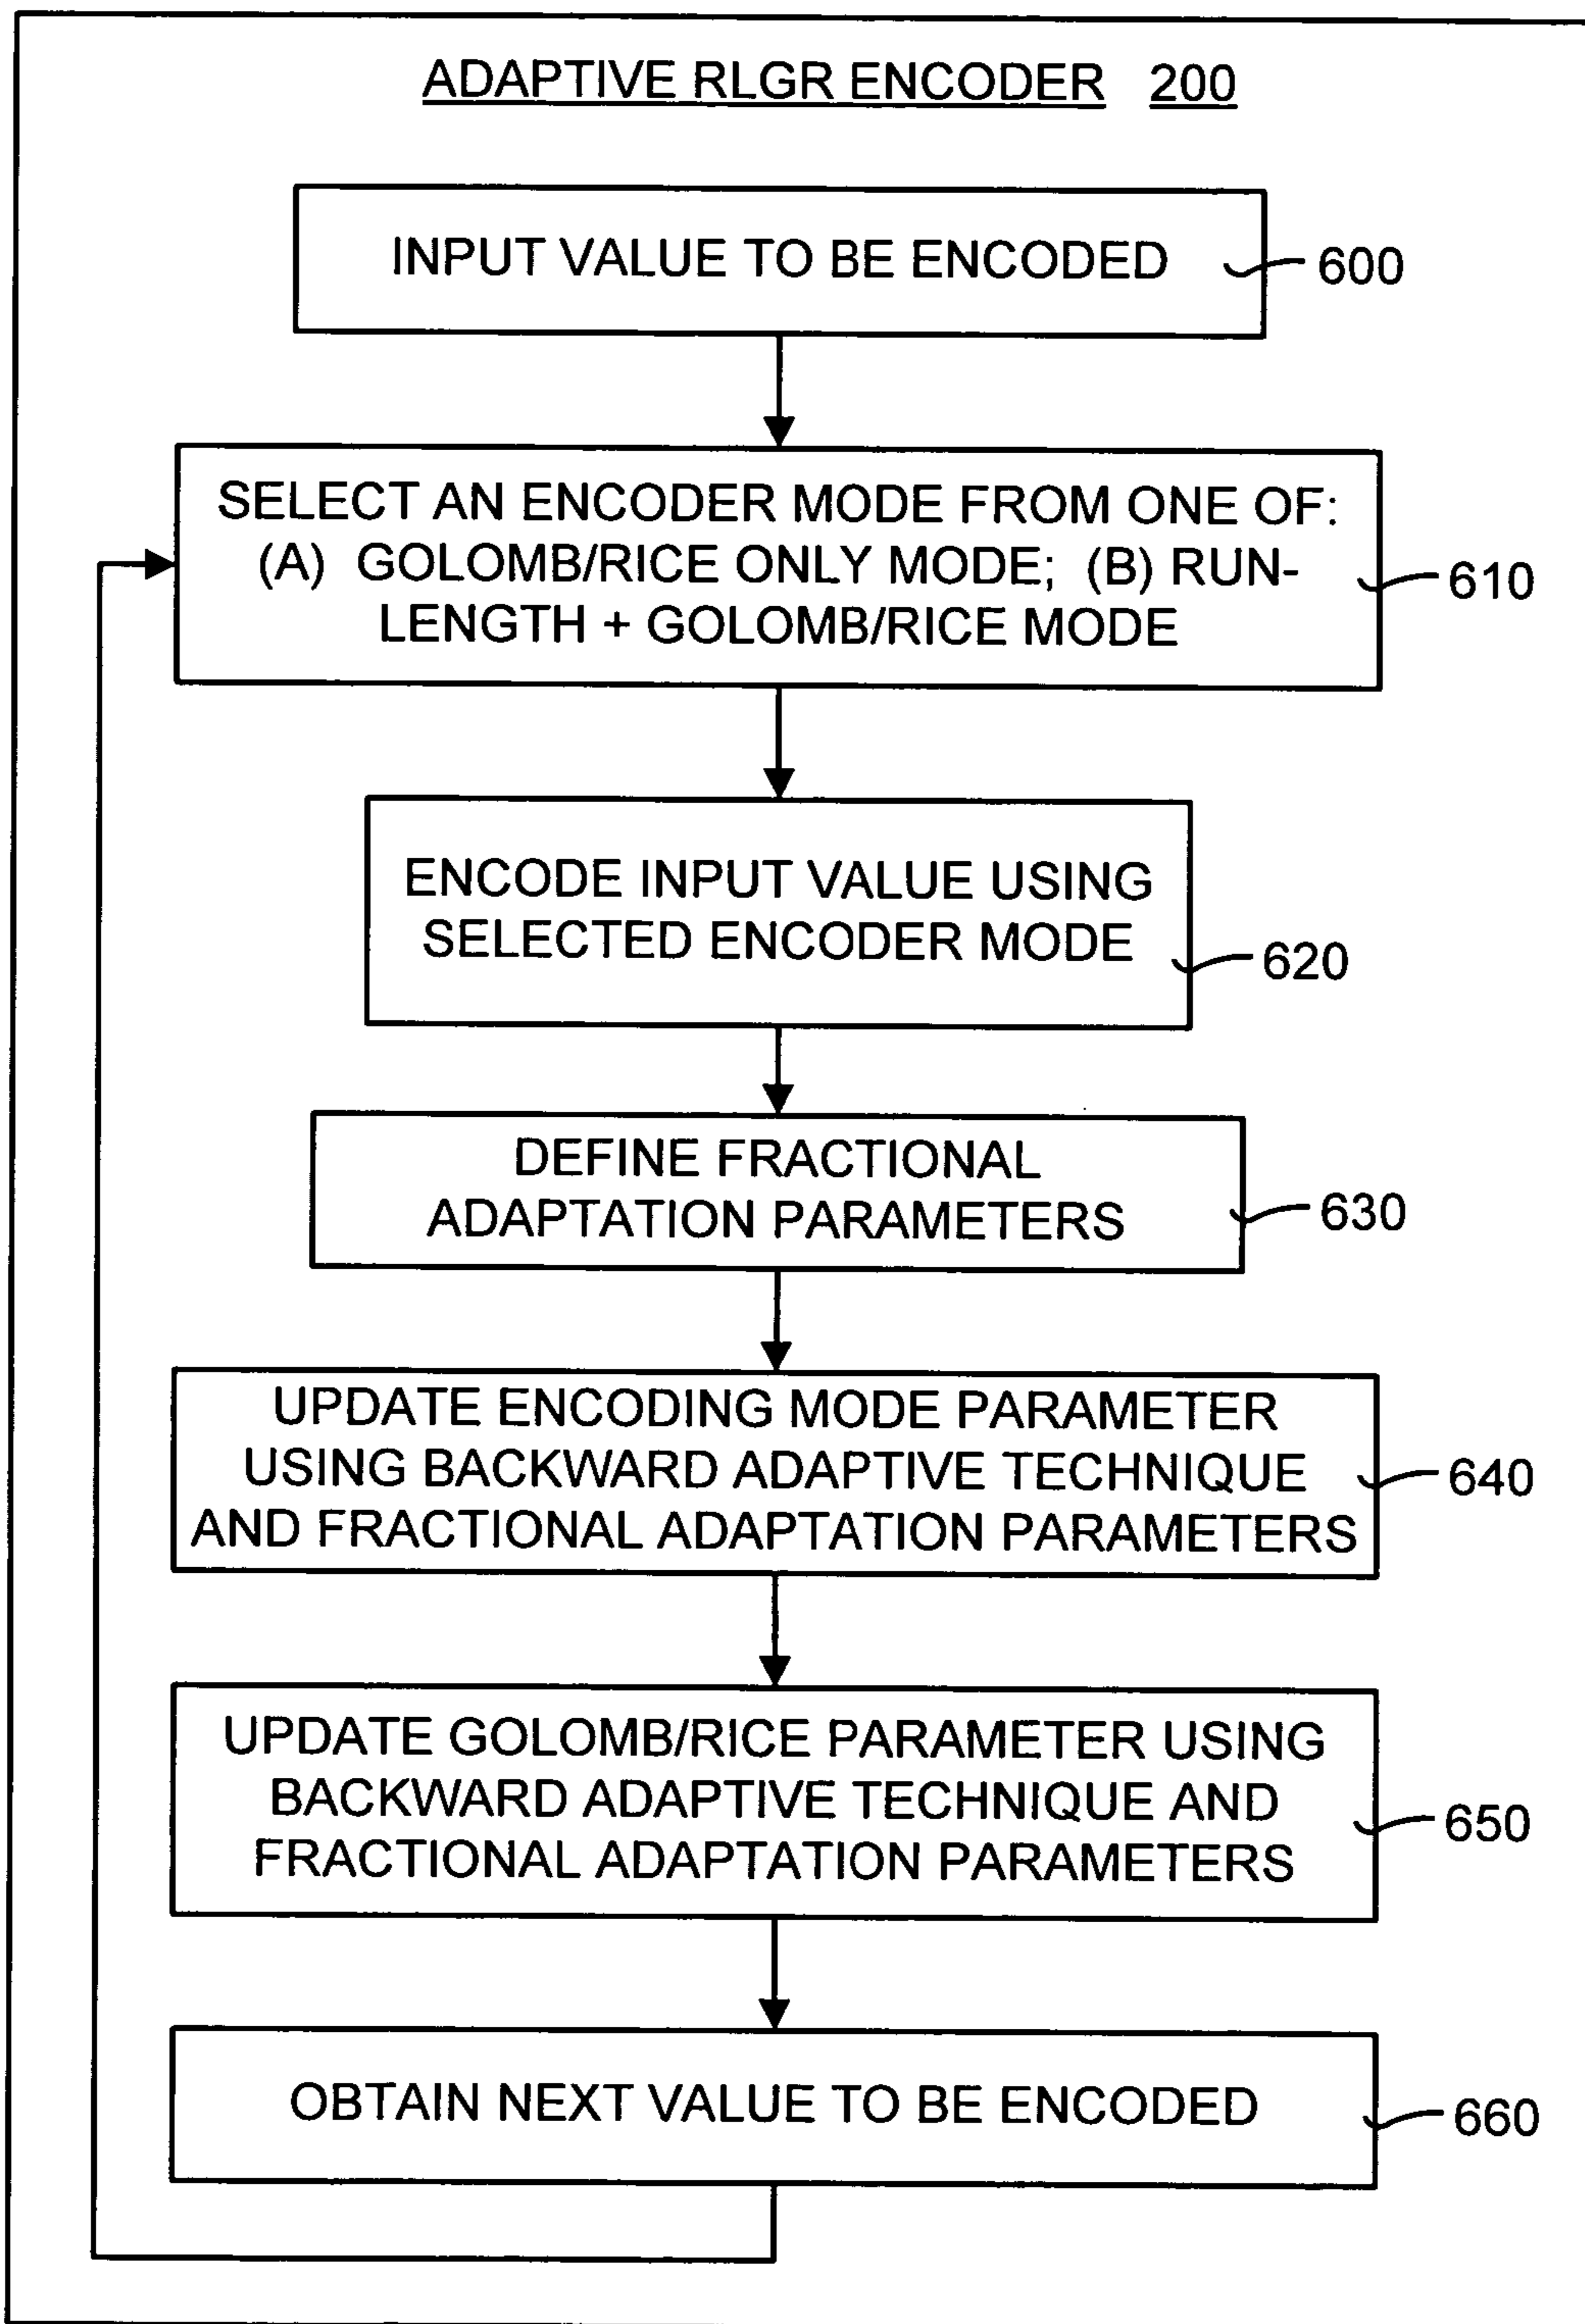 ADAPTIVE RLGR ENCODER 200
INPUT VALUE TO BE ENCODED
600
SELECT AN ENCODER MODE FROM ONE OF:
(A) GOLOMB/RICE ONLY MODE; (B) RUN-
LENGTH + GOLOMB/RICE MODE
610
ENCODE INPUT VALUE USING
SELECTED ENCODER MODE
620
DEFINE FRACTIONAL
ADAPTATION PARAMETERS
630
UPDATE ENCODING MODE PARAMETER
USING BACKWARD ADAPTIVE TECHNIQUE
AND FRACTIONAL ADAPTATION PARAMETERS
640
UPDATE GOLOMB/RICE PARAMETER USING
BACKWARD ADAPTIVE TECHNIQUE AND
FRACTIONAL ADAPTATION PARAMETERS
650
OBTAIN NEXT VALUE TO BE ENCODED
660